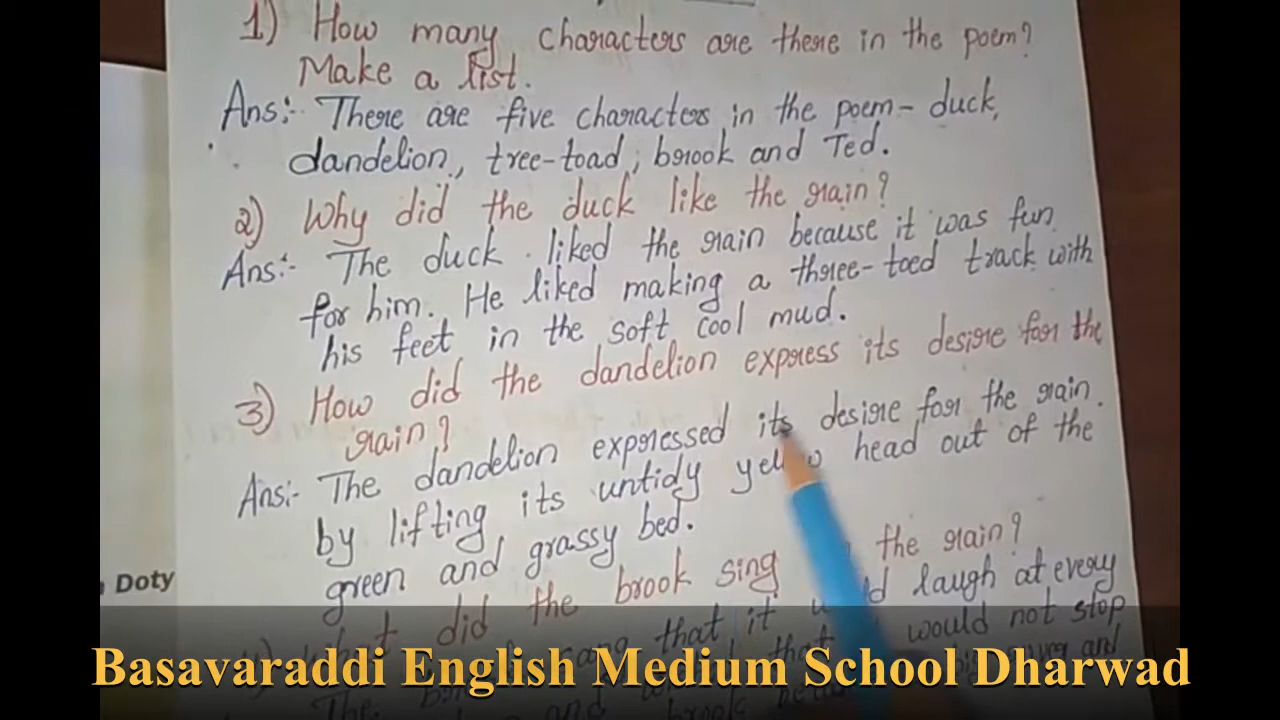 1) How many characters are there in the poem?
Make a list.
Ans:- There are five characters in the poem- duck,
dandelion, tree-toad, brook and Ted.
2) Why did the duck like the rain?
Ans:- The duck liked the rain because it was fun
for him. He liked making a three-toed track with
his feet in the soft cool mud.
3) How did the dandelion express its desire for the
rain?
Ans:- The dandelion expressed its desire for the rain
by lifting its untidy head out of the
green and grassy bed.
did the brook sing the rain?
sang that it laugh at every
would not stop
and
Doty
Basavaraddi English Medium School Dharwad